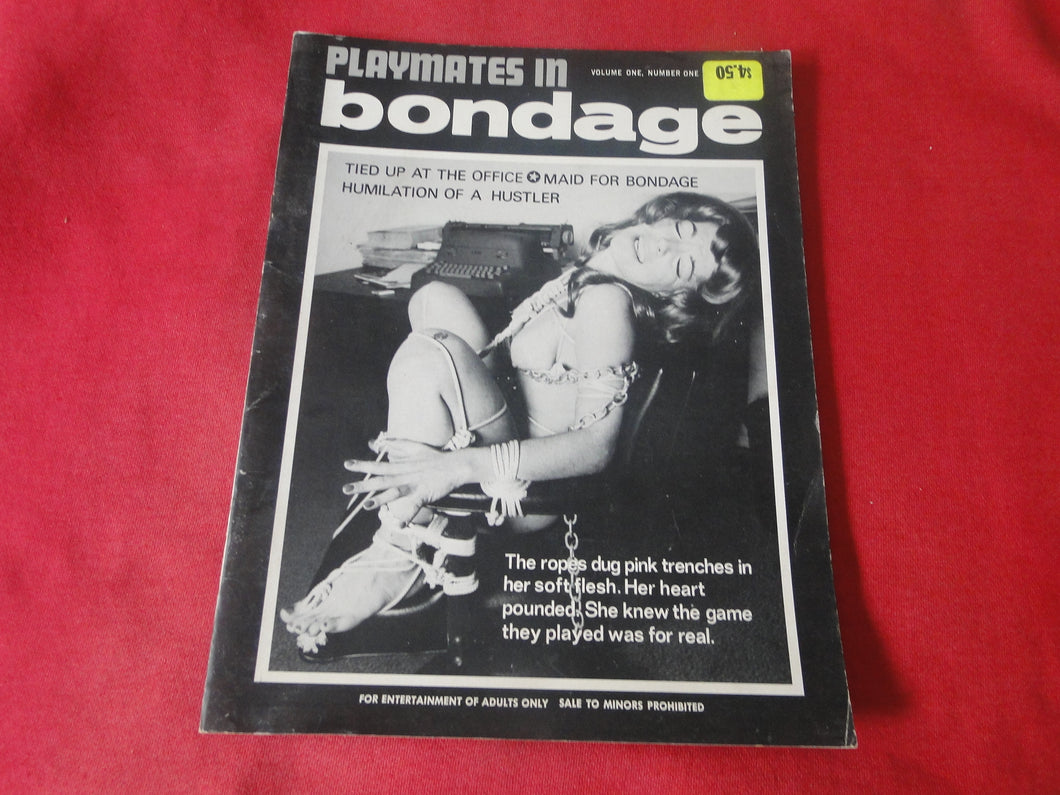 PLAYMATES IN
VOLUME ONE, NUMBER ONE
$4.50
bondage
TIED UP AT THE OFFICE ✪ MAID FOR BONDAGE
HUMILATION OF A HUSTLER
The ropes dug pink trenches in
her soft flesh. Her heart
pounded. She knew the game
they played was for real.
FOR ENTERTAINMENT OF ADULTS ONLY SALE TO MINORS PROHIBITED